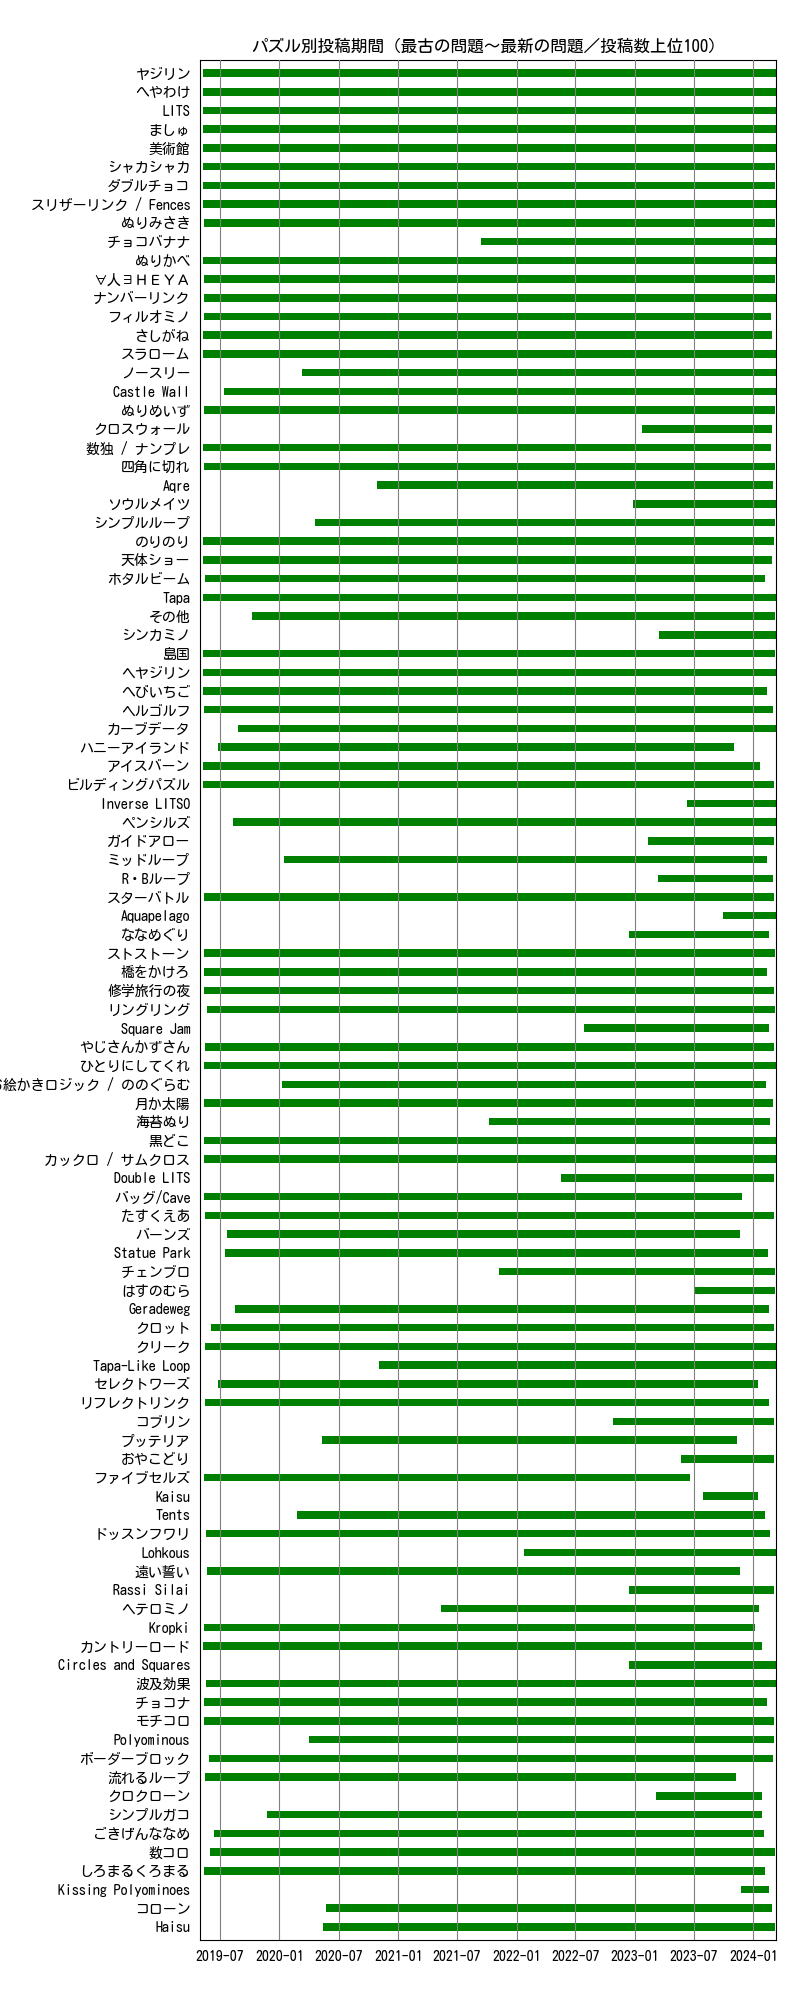 パズル別投稿期間（最古の問題～最新の問題／投稿数上位100）
ヤジリン
へやわけ
LITS
ましゅ
美術館
シャカシャカ
ダブルチョコ
スリザーリンク / Fences
ぬりみさき
チョコバナナ
ぬりかべ
∀人∃ＨＥＹＡ
ナンバーリンク
フィルオミノ
さしがね
スラローム
ノースリー
Castle Wall
ぬりめいず
クロスウォール
数独 / ナンプレ
四角に切れ
Aqre
ソウルメイツ
シンプルループ
のりのり
天体ショー
ホタルビーム
Tapa
その他
シンカミノ
島国
ヘヤジリン
へびいちご
ヘルゴルフ
カーブデータ
ハニーアイランド
アイスバーン
ビルディングパズル
Inverse LITSO
ペンシルズ
ガイドアロー
ミッドループ
R・Bループ
スターバトル
Aquapelago
ななめぐり
ストストーン
橋をかけろ
修学旅行の夜
リングリング
Square Jam
やじさんかずさん
ひとりにしてくれ
絵かきロジック / ののぐらむ
月か太陽
海苔ぬり
黒どこ
カックロ / サムクロス
Double LITS
バッグ/Cave
たすくえあ
バーンズ
Statue Park
チェンブロ
はすのむら
Geradeweg
クロット
クリーク
Tapa-Like Loop
セレクトワーズ
リフレクトリンク
コブリン
プッテリア
おやこどり
ファイブセルズ
Kaisu
Tents
ドッスンフワリ
Lohkous
遠い誓い
Rassi Silai
ヘテロミノ
Kropki
カントリーロード
Circles and Squares
波及効果
チョコナ
モチコロ
Polyominous
ボーダーブロック
流れるループ
クロクローン
シンプルガコ
ごきげんななめ
数コロ
しろまるくろまる
Kissing Polyominoes
コローン
Haisu
2019-07 2020-01 2020-07 2021-01 2021-07 2022-01 2022-07 2023-01 2023-07 2024-01